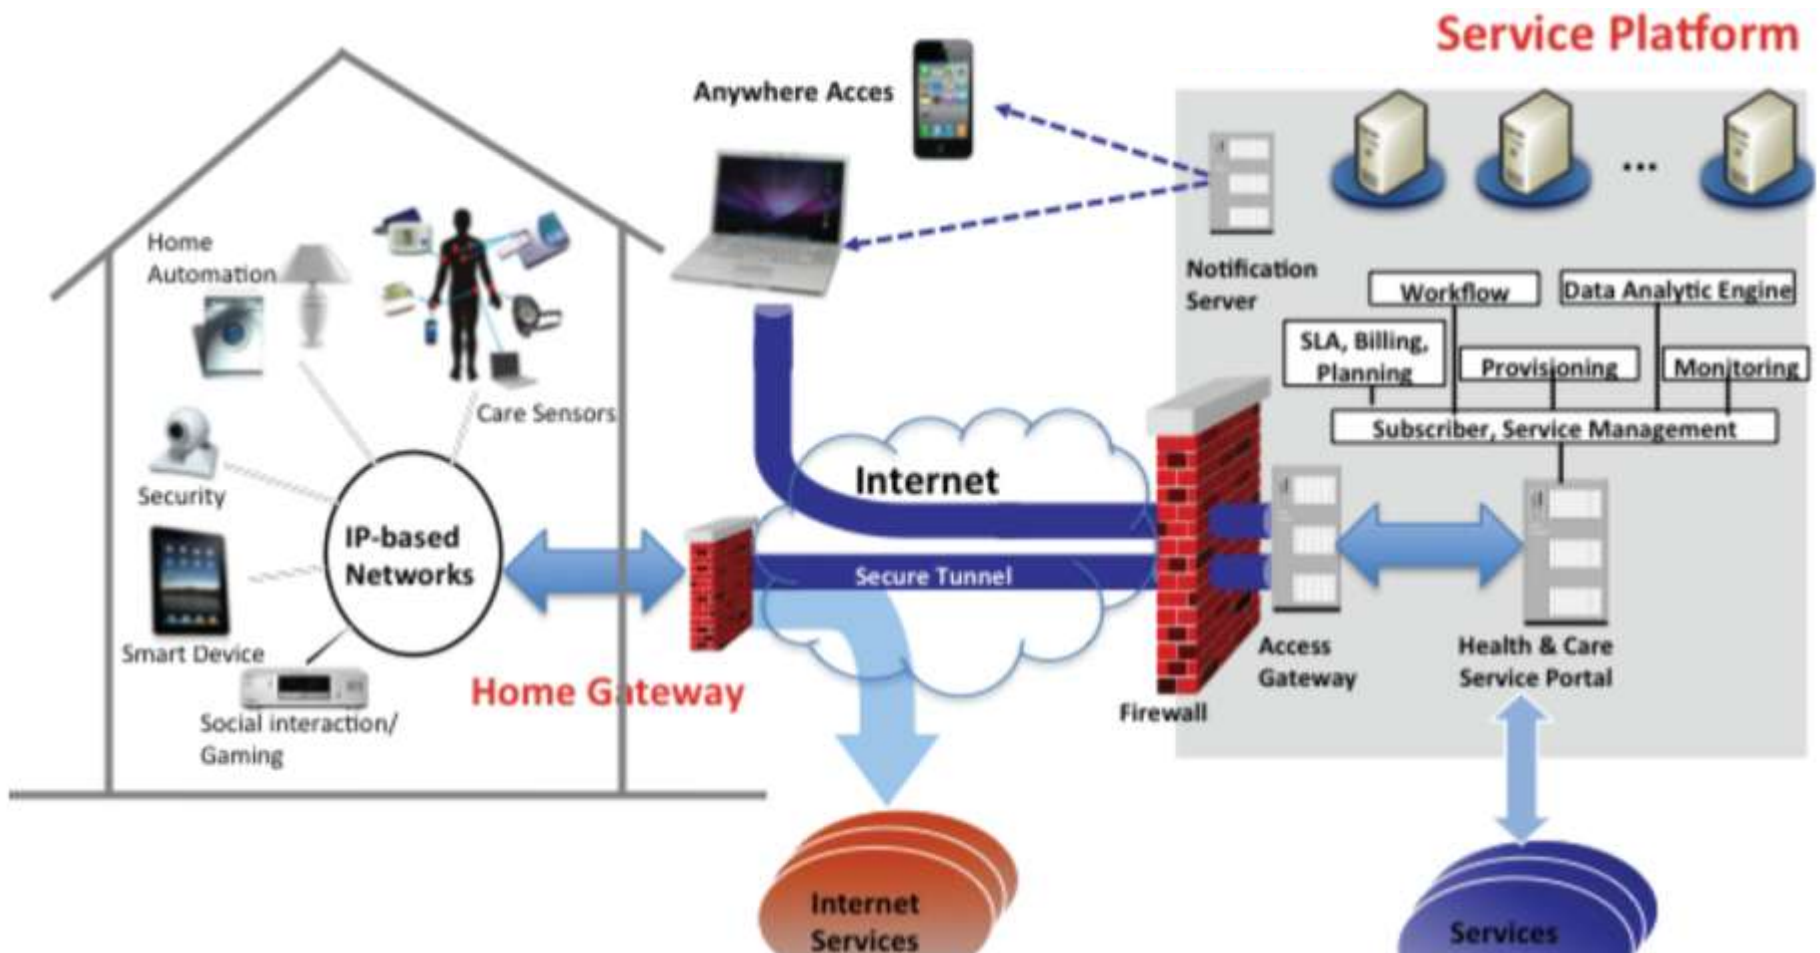 Service Platform
Anywhere Acces
...
Home
Automation
Notification
Server
Workflow
Data Analytic Engine
SLA, Billing,
Planning
Provisioning
Monitoring
Care Sensors
Subscriber, Service Management
Internet
Security
IP-based
Networks
Secure Tunnel
Smart Device
Access
Gateway
Health & Care
Service Portal
Home Gateway
Firewall
Social interaction/
Gaming
Internet
Services
Services